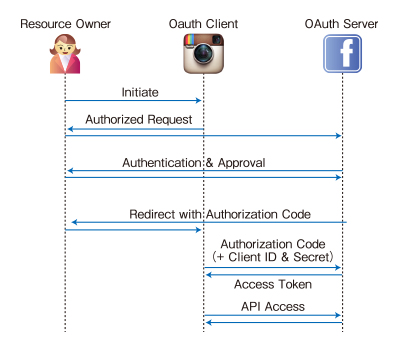 Resource Owner
Oauth Client
OAuth Server
Initiate
Authorized Request
Authentication & Approval
Redirect with Authorization Code
Authorization Code
(+ Client ID & Secret)
Access Token
API Access